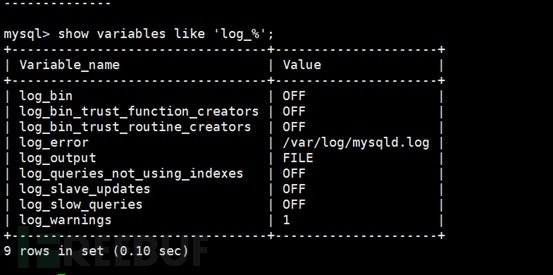 --------------
mysql> show variables like 'log_%';
+---------------------------------+---------------------+
| Variable_name                   | Value               |
+---------------------------------+---------------------+
| log_bin                         | OFF                 |
| log_bin_trust_function_creators | OFF                 |
| log_bin_trust_routine_creators  | OFF                 |
| log_error                       | /var/log/mysqld.log |
| log_output                      | FILE                |
| log_queries_not_using_indexes   | OFF                 |
| log_slave_updates               | OFF                 |
| log_slow_queries                | OFF                 |
| log_warnings                    | 1                   |
+---------------------------------+---------------------+
9 rows in set (0.10 sec)
REEBUF